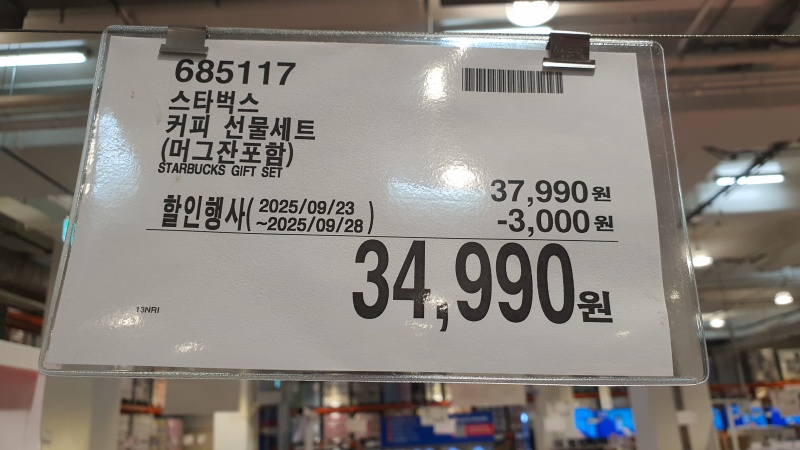 685117
스타벅스
커피 선물세트
(머그잔포함)
STARBUCKS GIFT SET
37,990원
할인행사( 2025/09/23 ~2025/09/28 )
-3,000원
34,990원
13NRI